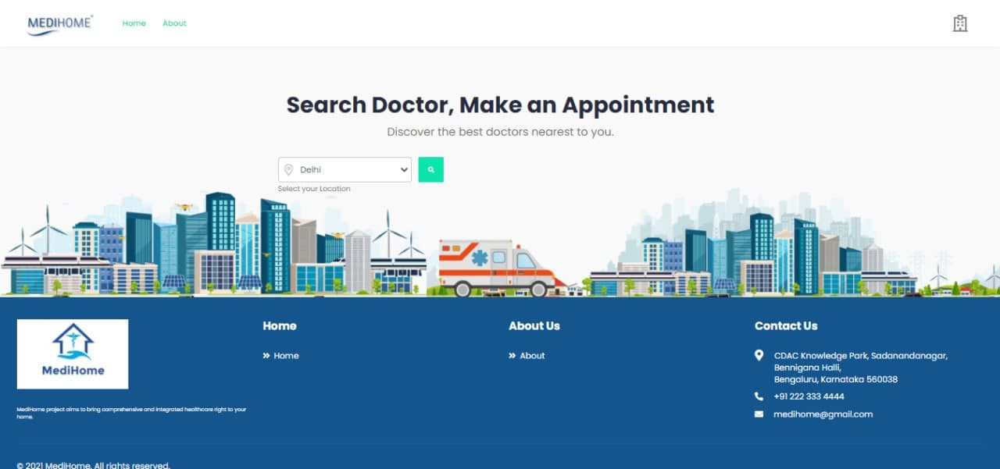 MEDIHOME
Home
About
Search Doctor, Make an Appointment
Discover the best doctors nearest to you.
Delhi
Select your Location
MediHome
MediHome project aims to bring comprehensive and integrated healthcare right to your
home.
Home
Home
About Us
About
Contact Us
CDAC Knowledge Park, Sadanandanagar,
Bennigana Halli,
Bengaluru, Karnataka 560038
+91 222 333 4444
medihome@gmail.com
© 2021 MediHome. All rights reserved.